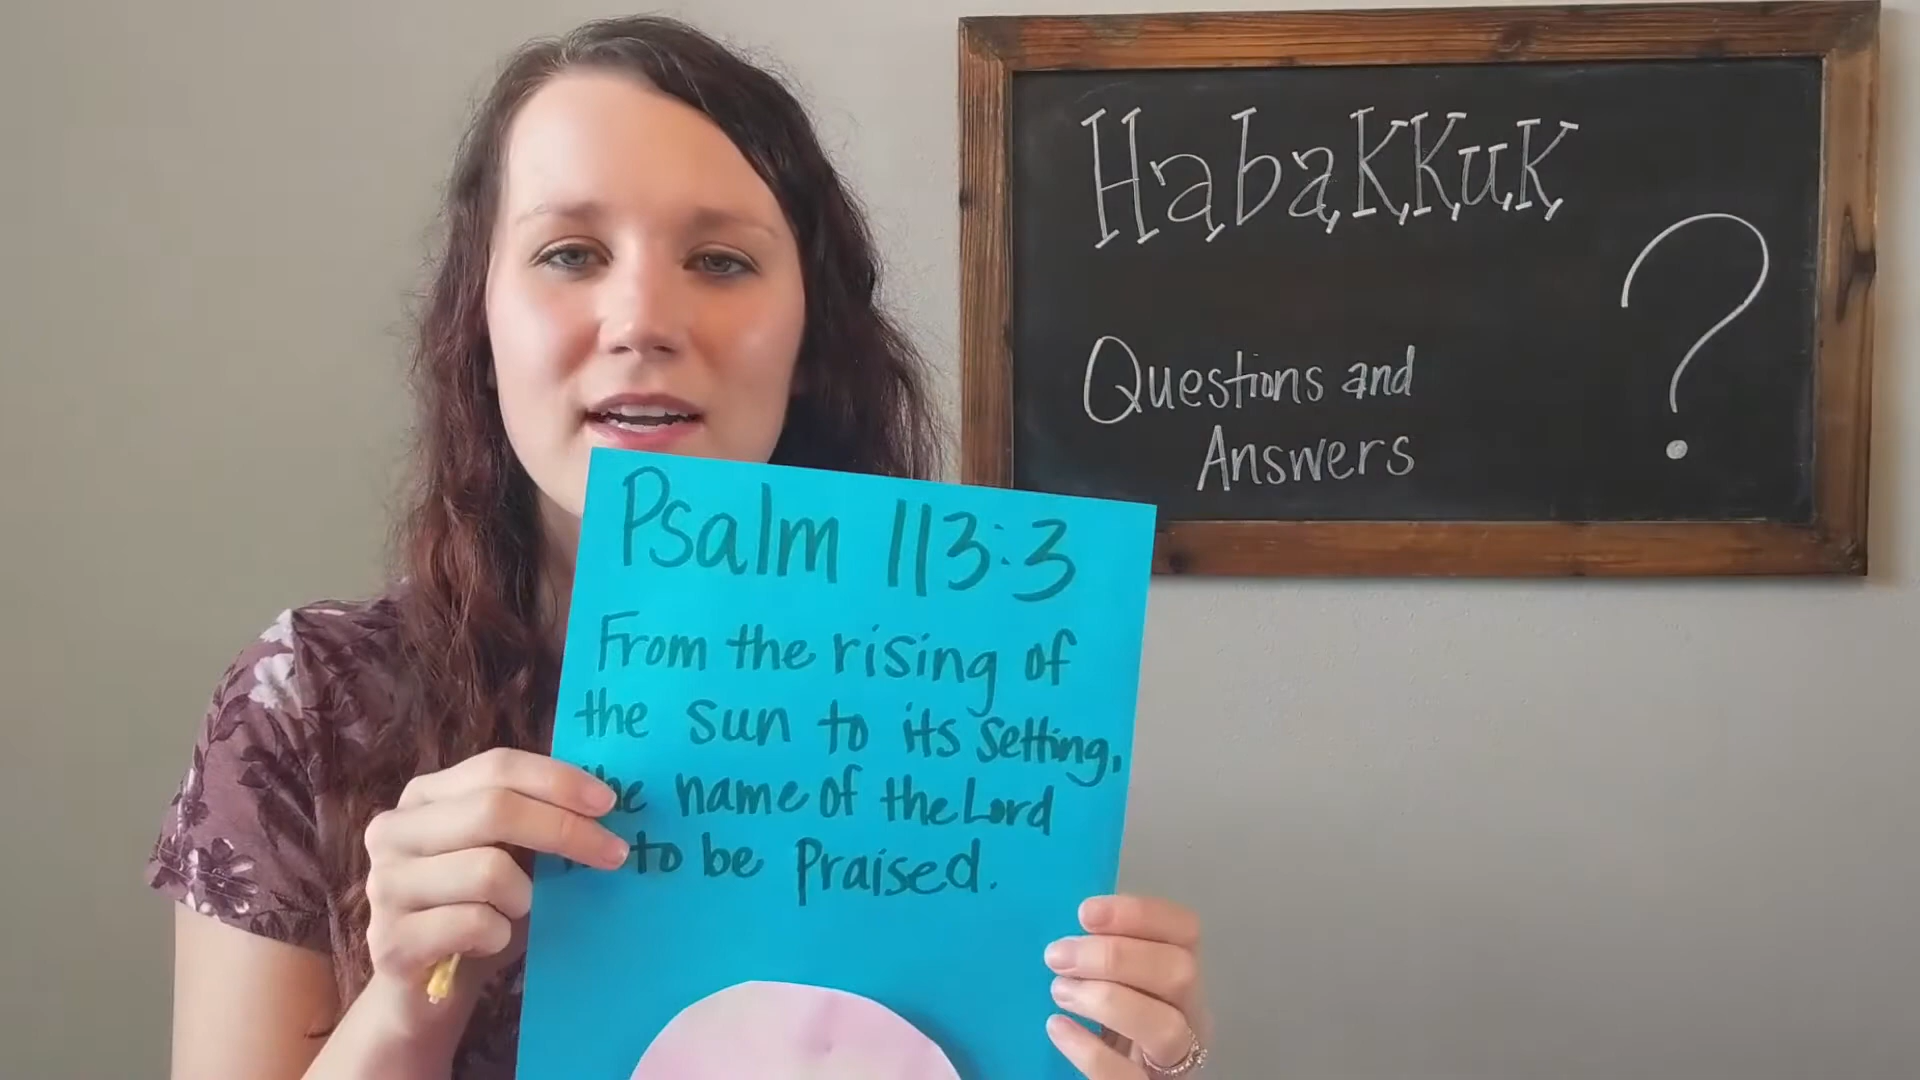 HabaKKuK
Questions and
Answers
?
Psalm 113:3
From the rising of
the sun to its setting,
the name of the Lord
to be Praised.